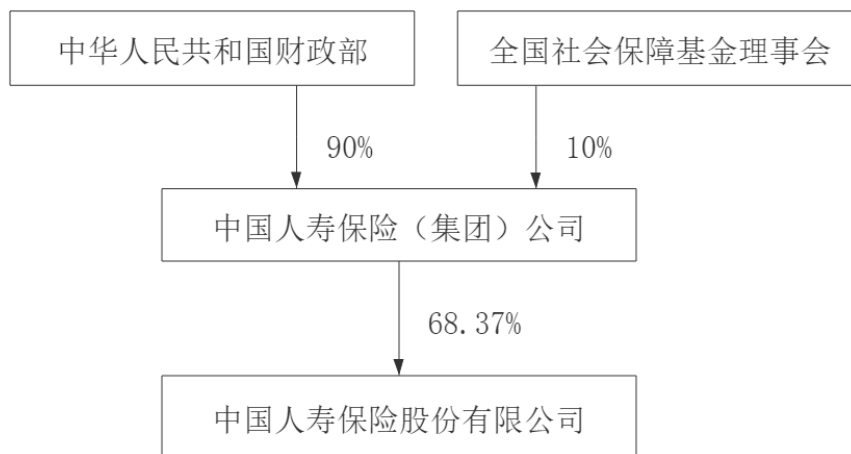 中华人民共和国财政部
全国社会保障基金理事会
90%
10%
中国人寿保险（集团）公司
68.37%
中国人寿保险股份有限公司